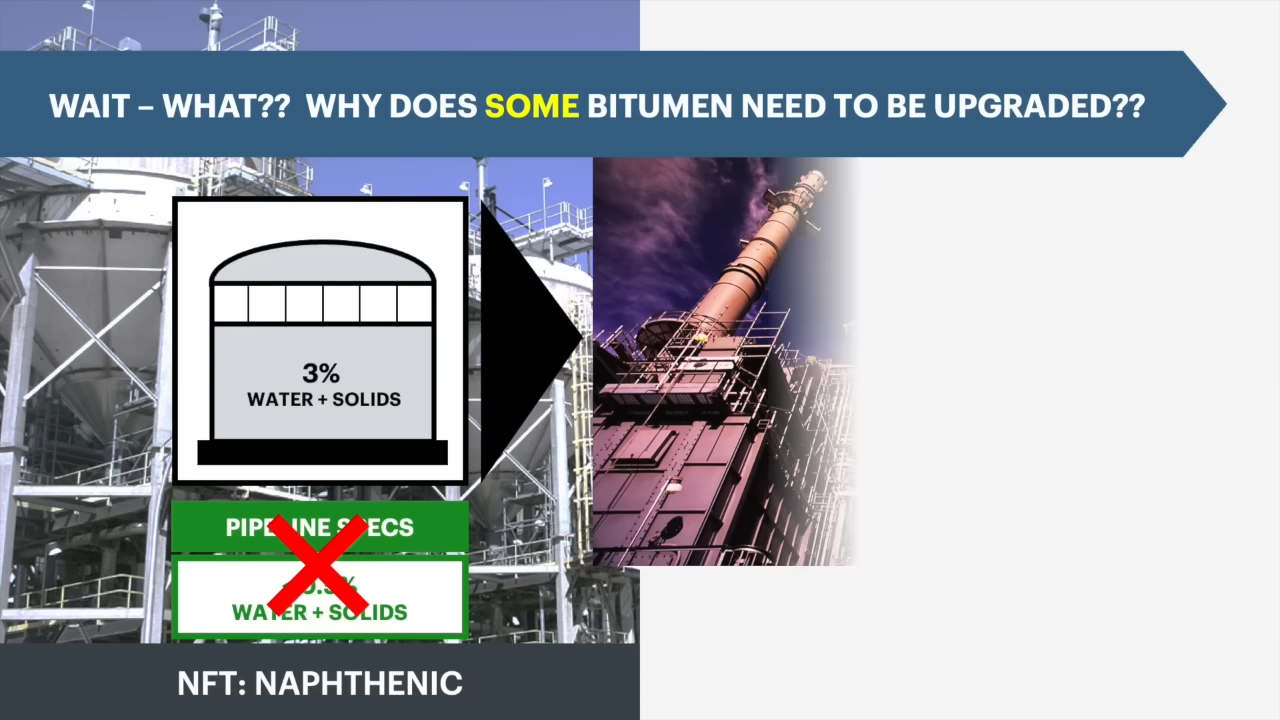 WAIT – WHAT?? WHY DOES SOME BITUMEN NEED TO BE UPGRADED??
3%
WATER + SOLIDS
PIPELINE SPECS
WATER + SOLIDS
NFT: NAPHTHENIC